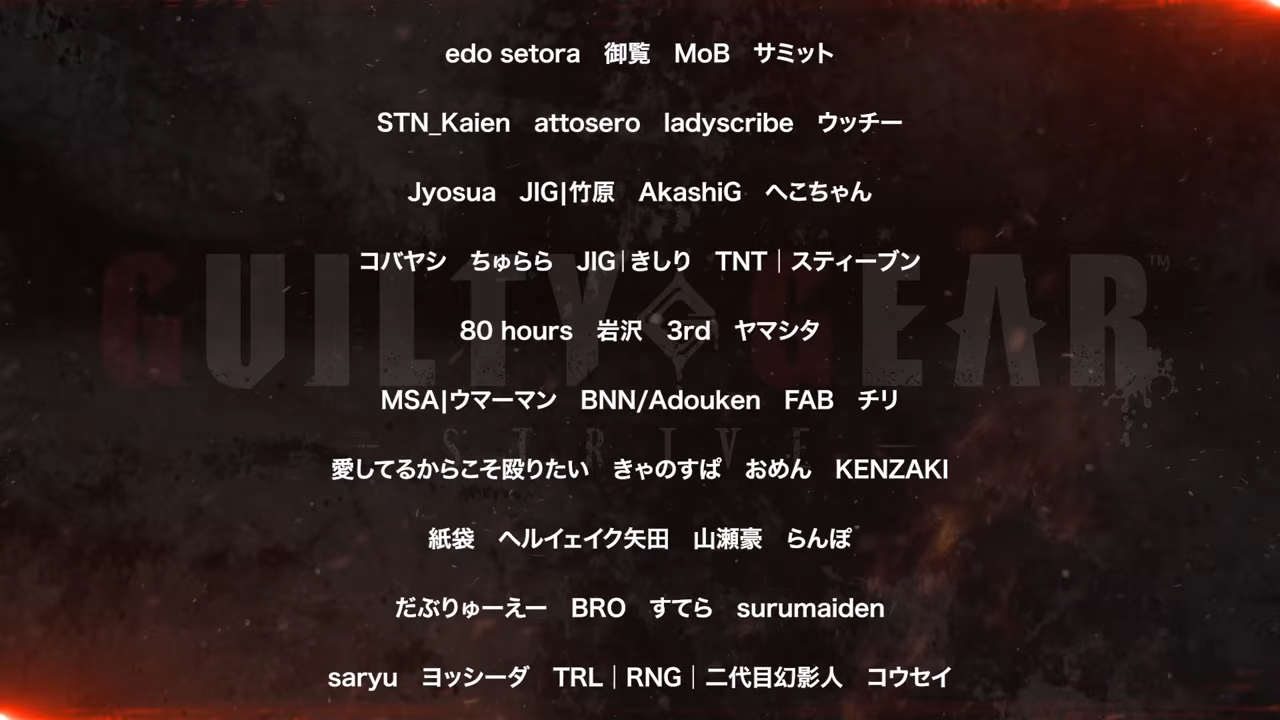 edo setora　御覧　MoB　サミット
STN_Kaien　attosero　ladyscribe　ウッチー
Jyosua　JIG|竹原　AkashiG　へこちゃん
コバヤシ　ちゅらら　JIG｜きしり　TNT｜スティーブン
GUILTY GEAR™
80 hours　岩沢　3rd　ヤマシタ
MSA|ウマーマン　BNN/Adouken　FAB　チリ
- STRIVE -
愛してるからこそ殴りたい　きゃのすぱ　おめん　KENZAKI
紙袋　ヘルイェイク矢田　山瀬豪　らんぽ
だぶりゅーえー　BRO　すてら　surumaiden
saryu　ヨッシーダ　TRL｜RNG｜二代目幻影人　コウセイ